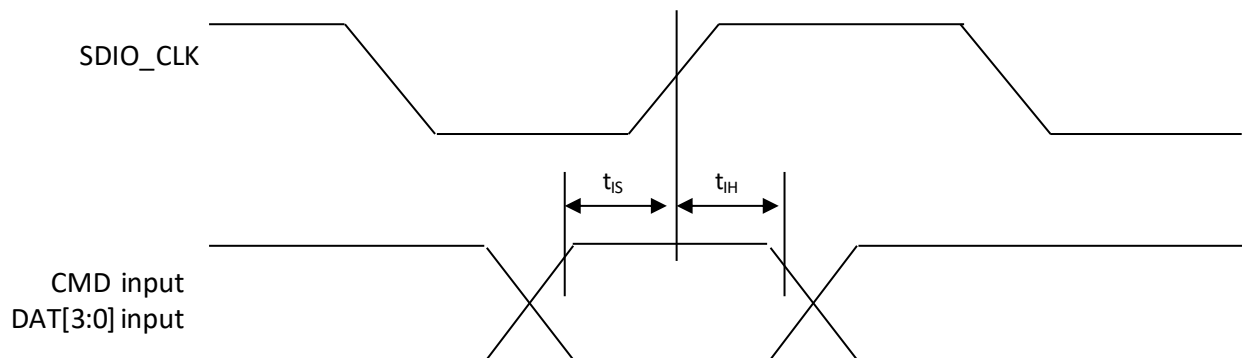 SDIO_CLK
tIS
tIH
CMD input
DAT[3:0] input